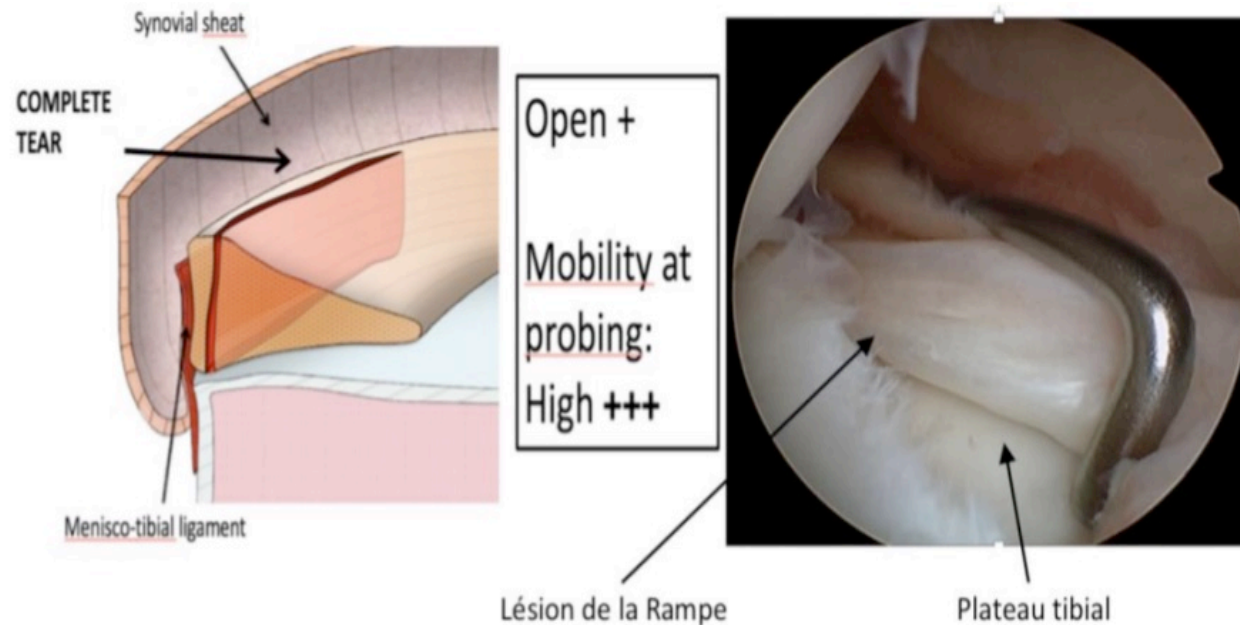 Synovial sheat
COMPLETE
TEAR
Open +
Mobility at
probing:
High +++
Menisco-tibial ligament
Lésion de la Rampe
Plateau tibial